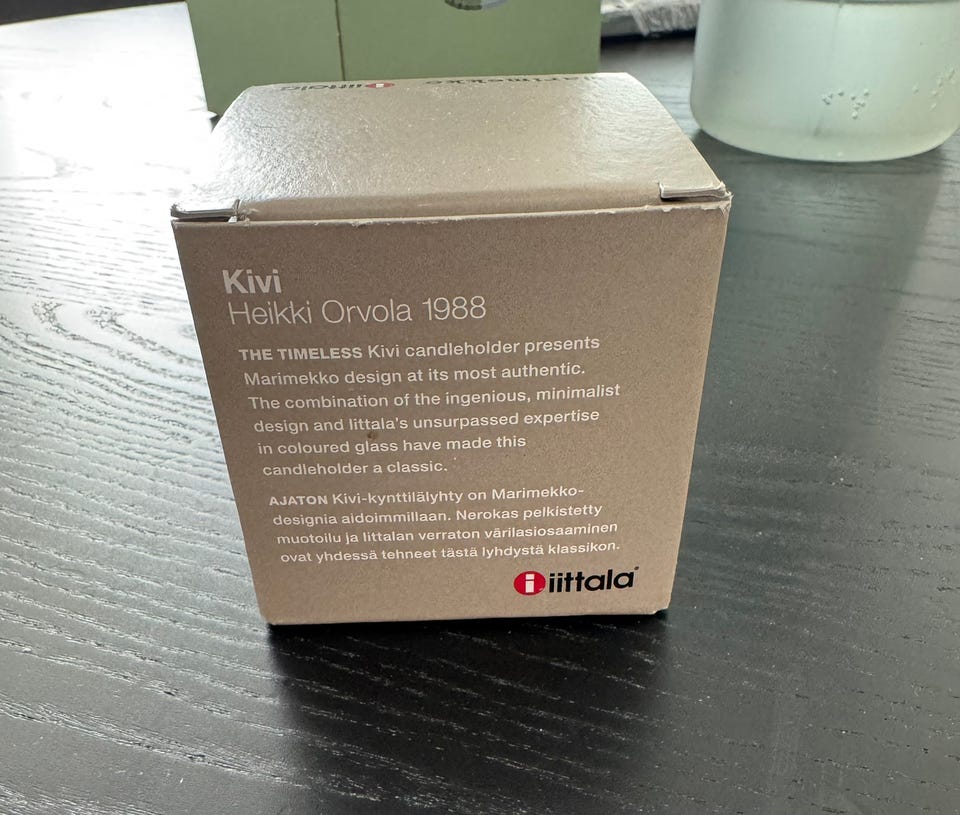 iittala marimekko
Kivi
Heikki Orvola 1988
THE TIMELESS Kivi candleholder presents
Marimekko design at its most authentic.
The combination of the ingenious, minimalist
design and Iittala's unsurpassed expertise
in coloured glass have made this
candleholder a classic.
AJATON Kivi-kynttilälyhty on Marimekko-
designia aidoimmillaan. Nerokas pelkistetty
muotoilu ja Iittalan verraton värilasiosaaminen
ovat yhdessä tehneet tästä lyhdystä klassikon.
i iittala®